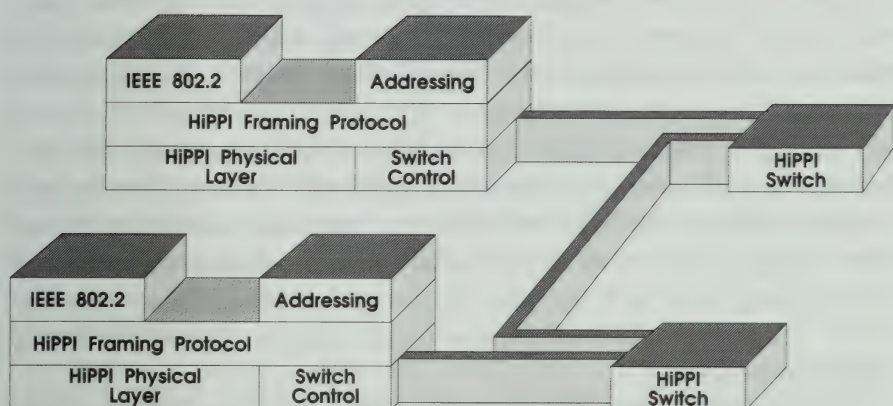 IEEE 802.2
Addressing
HiPPI Framing Protocol
HiPPI Physical
Layer
Switch
Control
HiPPI
Switch
IEEE 802.2
Addressing
HiPPI Framing Protocol
HiPPI Physical
Layer
Switch
Control
HiPPI
Switch